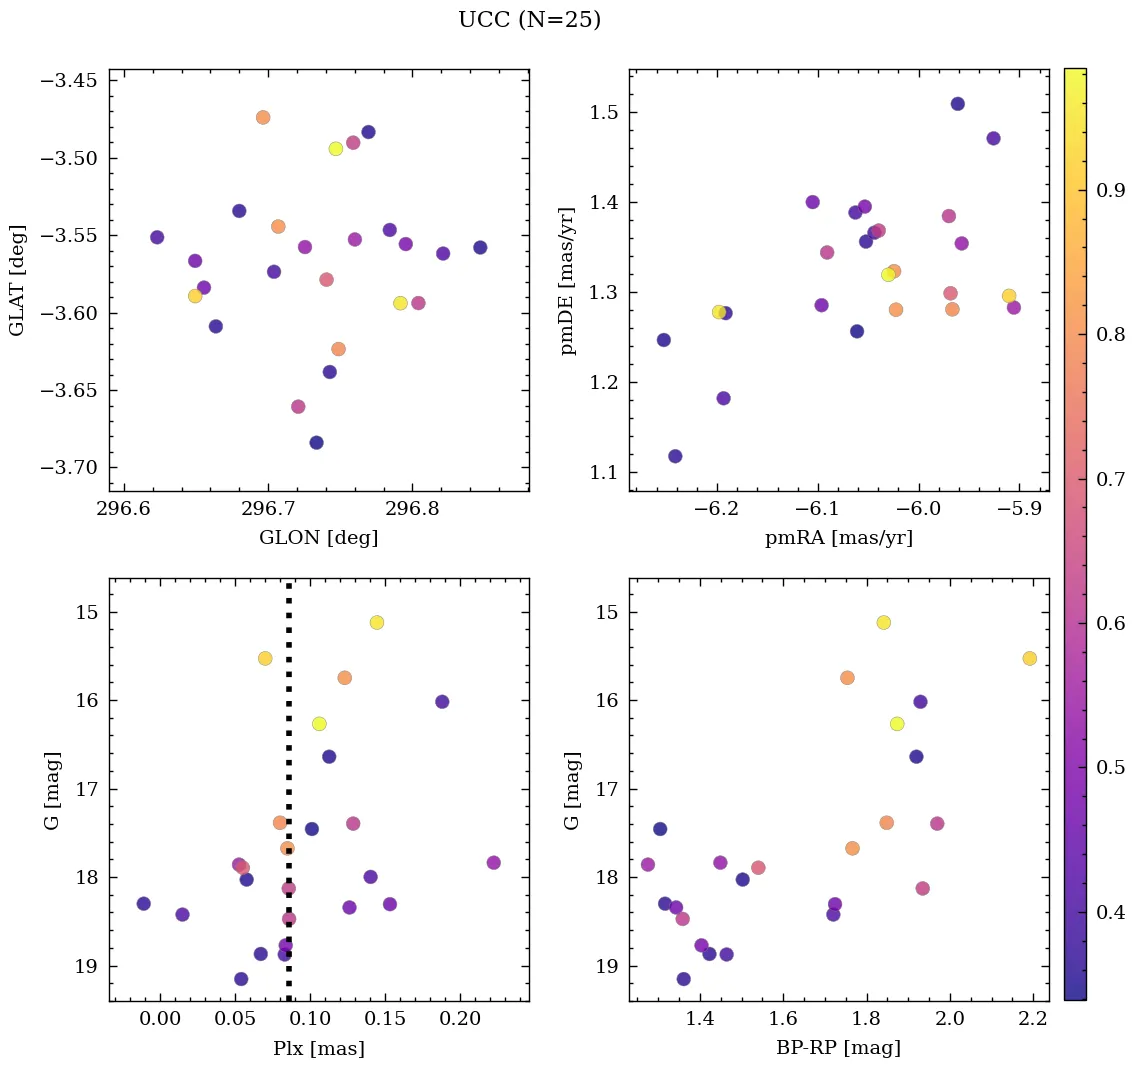 UCC (N=25)
−3.45
−3.50
−3.55
−3.60
−3.65
−3.70
GLAT [deg]
296.6 296.7 296.8
GLON [deg]
1.5
1.4
1.3
1.2
1.1
pmDE [mas/yr]
−6.2 −6.1 −6.0 −5.9
pmRA [mas/yr]
0.9
0.8
0.7
0.6
0.5
0.4
15
16
17
18
19
G [mag]
0.00 0.05 0.10 0.15 0.20
Plx [mas]
15
16
17
18
19
G [mag]
1.4 1.6 1.8 2.0 2.2
BP-RP [mag]